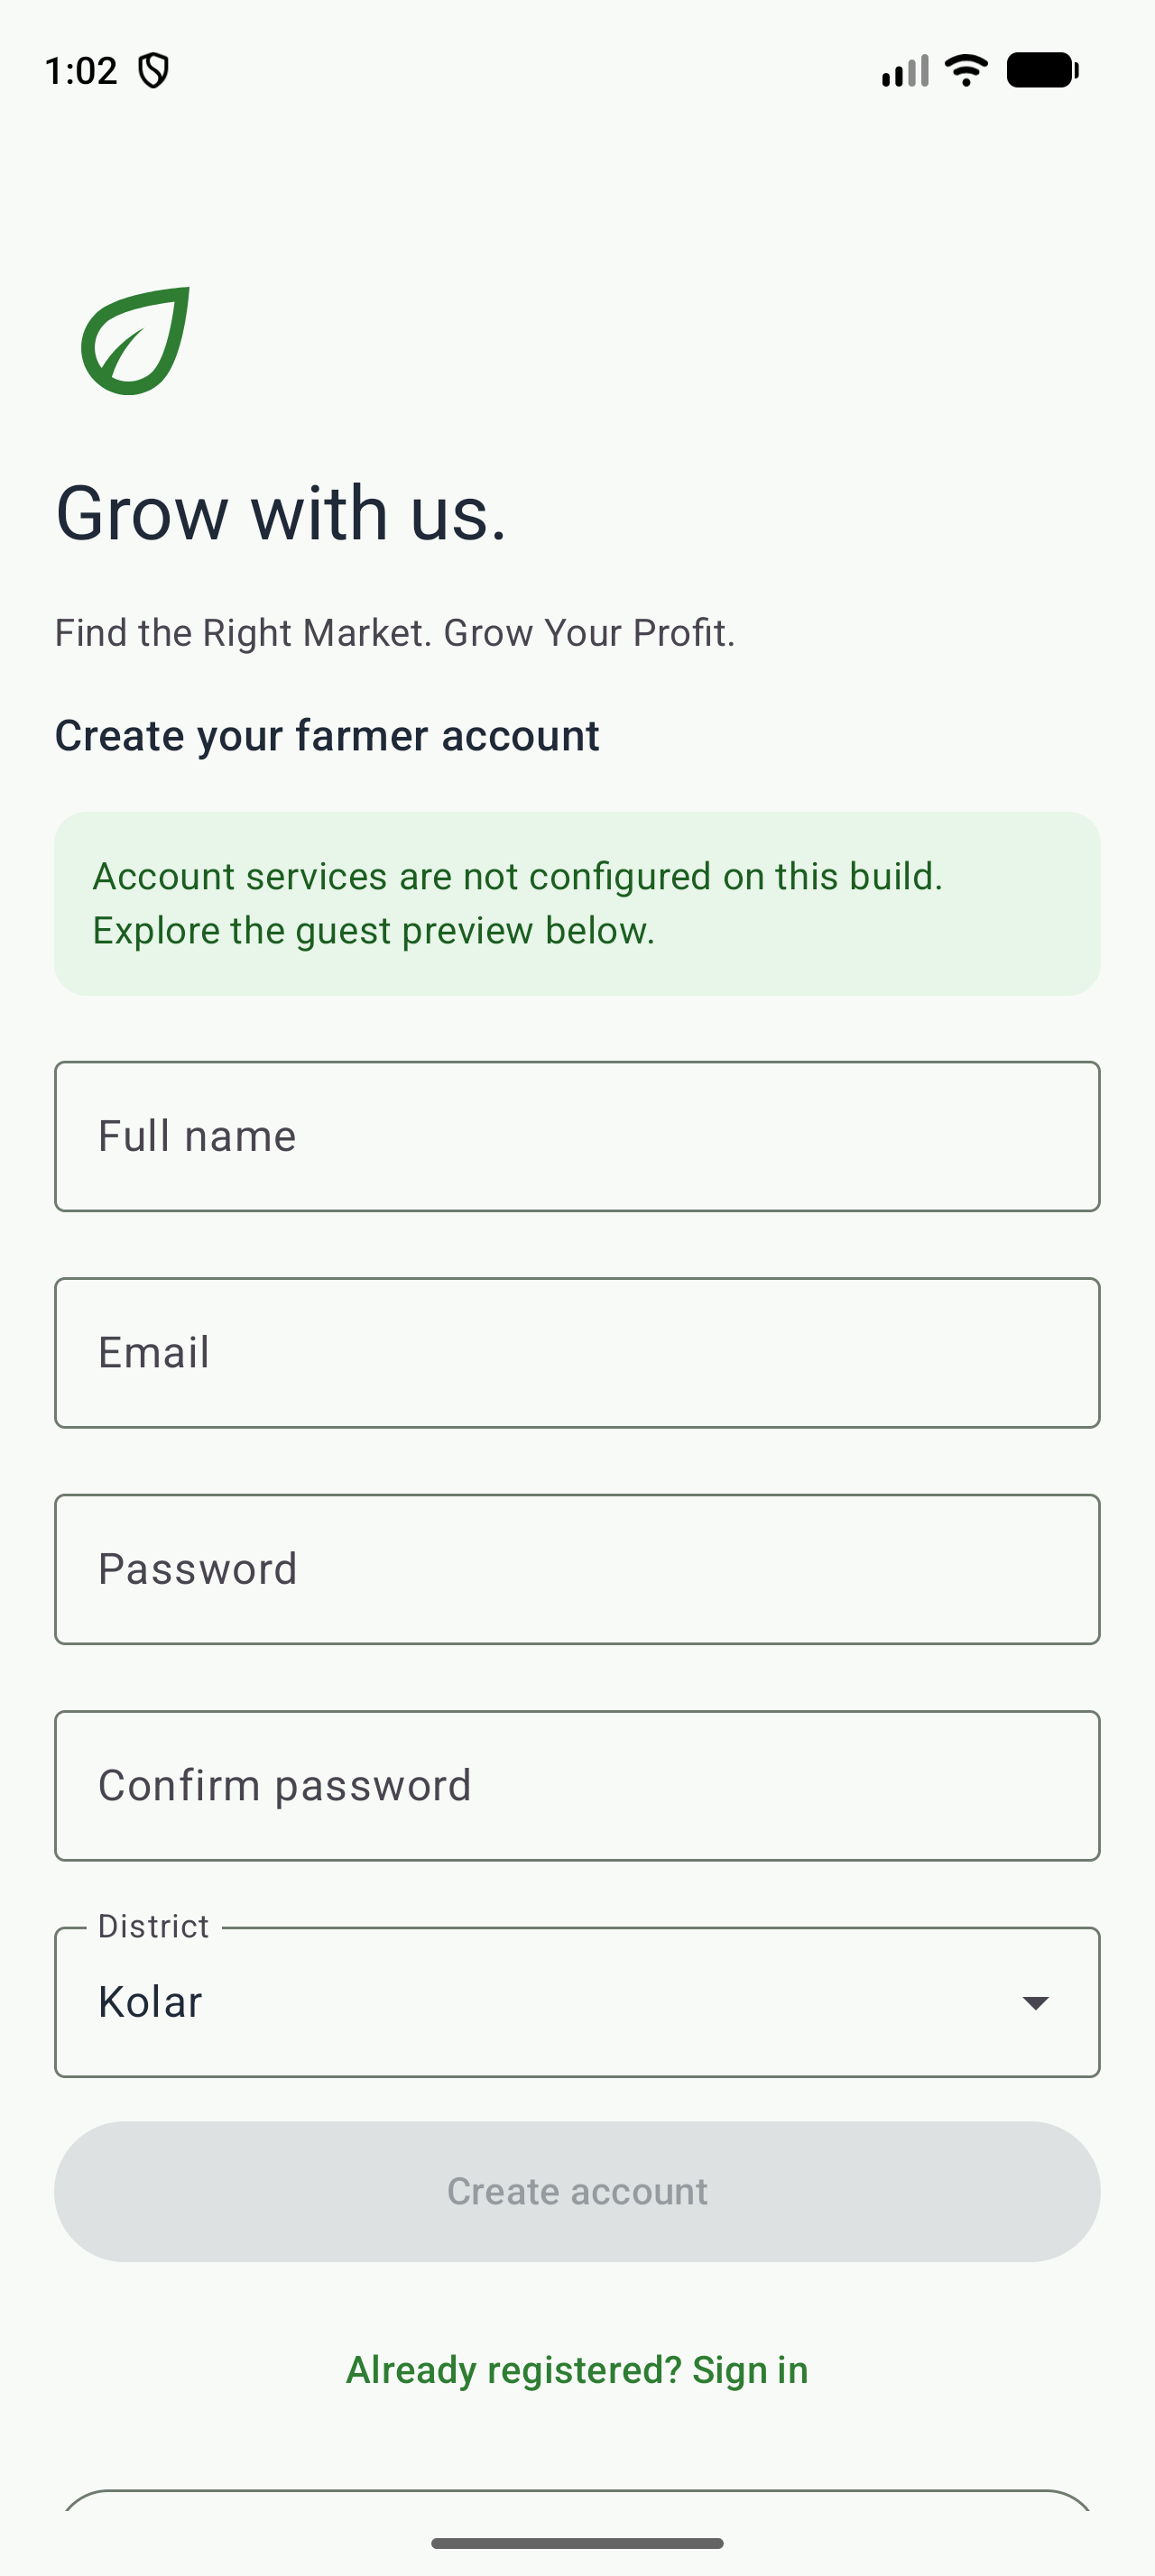 1:02
Grow with us.
Find the Right Market. Grow Your Profit.
Create your farmer account
Account services are not configured on this build.
Explore the guest preview below.
Full name
Email
Password
Confirm password
District
Kolar
Create account
Already registered? Sign in